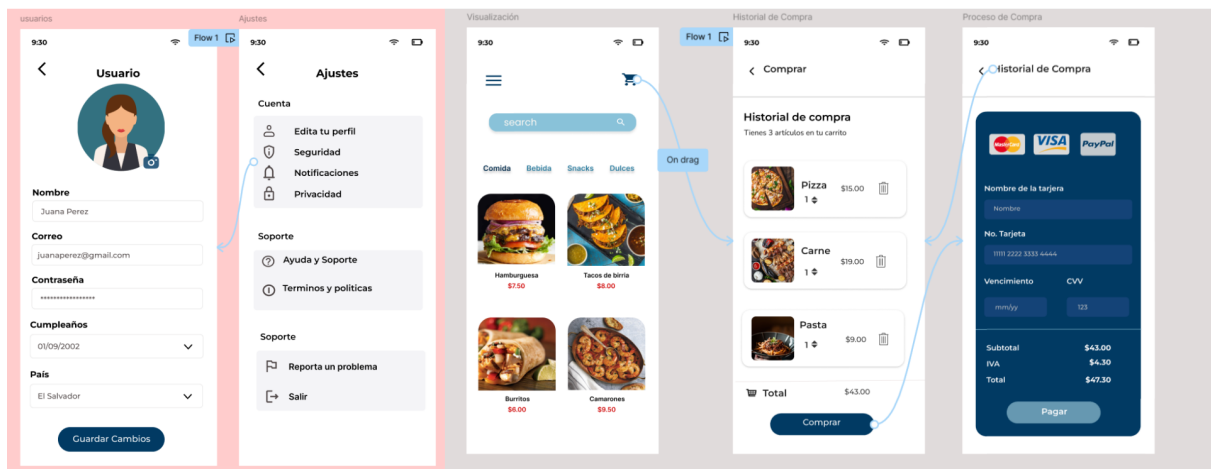 usuarios
9:30
Flow 1
Usuario
Nombre
Juana Perez
Correo
juanaperez@gmail.com
Contraseña
*****************
Cumpleaños
01/09/2002
País
El Salvador
Guardar Cambios
Ajustes
9:30
Ajustes
Cuenta
Edita tu perfil
Seguridad
Notificaciones
Privacidad
Soporte
Ayuda y Soporte
Terminos y politicas
Soporte
Reporta un problema
Salir
Visualización
9:30
search
Comida Bebida Snacks Dulces
Hamburguesa Tacos de birria
$7.50 $8.00
Burritos Camarones
$6.00 $9.50
On drag
Flow 1
Historial de Compra
9:30
Comprar
Historial de compra
Tienes 3 artículos en tu carrito
Pizza
1
$15.00
Carne
1
$19.00
Pasta
1
$9.00
Total $43.00
Comprar
Proceso de Compra
9:30
Historial de Compra
MasterCard VISA PayPal
Nombre de la tarjera
Nombre
No. Tarjeta
11111 2222 3333 4444
Vencimiento CVV
mm/yy 123
Subtotal $43.00
IVA $4.30
Total $47.30
Pagar